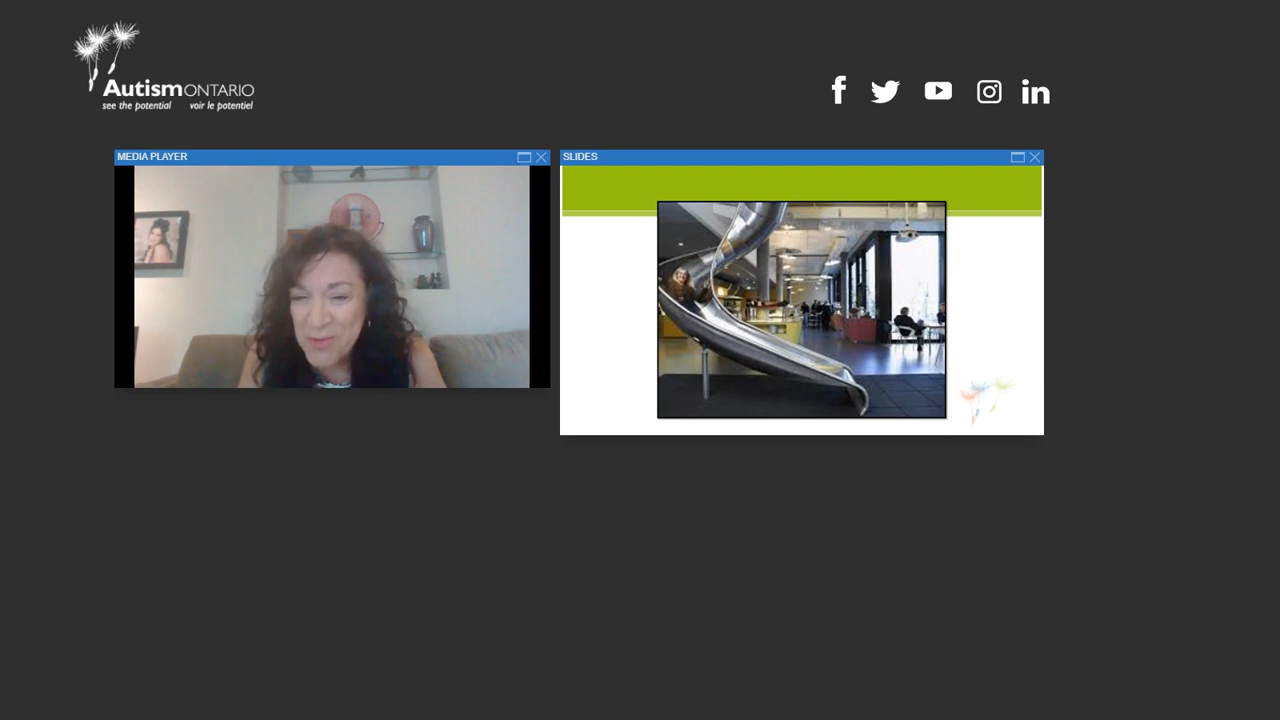 Autism ONTARIO
see the potential voir le potentiel
MEDIA PLAYER
SLIDES